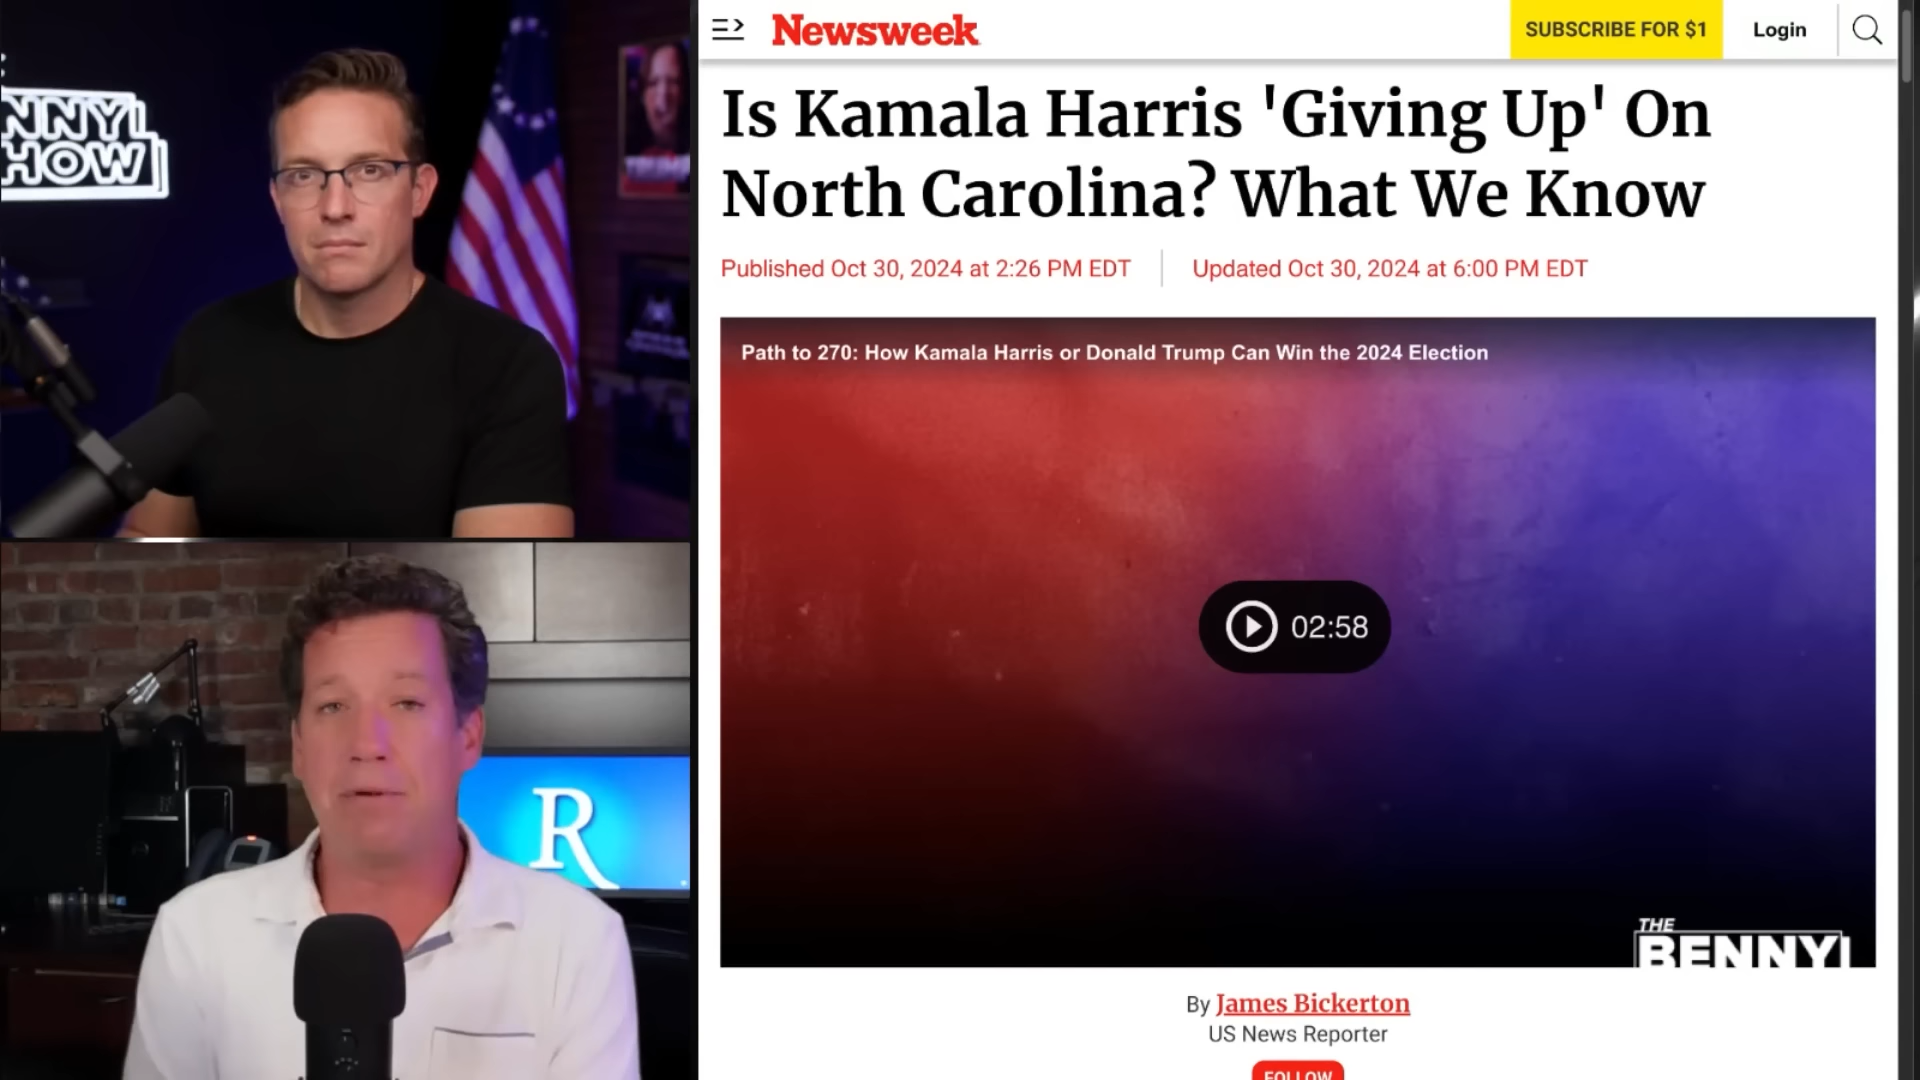 NNY
HOW
R
Newsweek
SUBSCRIBE FOR $1
Login
Is Kamala Harris 'Giving Up' On
North Carolina? What We Know
Published Oct 30, 2024 at 2:26 PM EDT
Updated Oct 30, 2024 at 6:00 PM EDT
Path to 270: How Kamala Harris or Donald Trump Can Win the 2024 Election
02:58
THE
BENNY
By James Bickerton
US News Reporter
FOLLOW